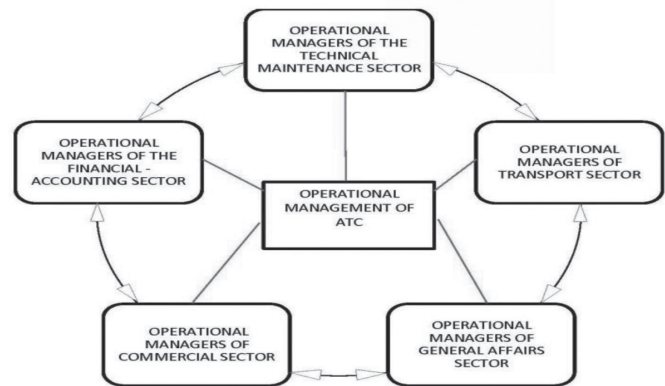 OPERATIONAL
MANAGERS OF THE
TECHNICAL
MAINTENANCE SECTOR
OPERATIONAL
MANAGERS OF THE
FINANCIAL -
ACCOUNTING SECTOR
OPERATIONAL
MANAGERS OF
TRANSPORT SECTOR
OPERATIONAL
MANAGEMENT OF
ATC
OPERATIONAL
MANAGERS OF
COMMERCIAL SECTOR
OPERATIONAL
MANAGERS OF
GENERAL AFFAIRS
SECTOR